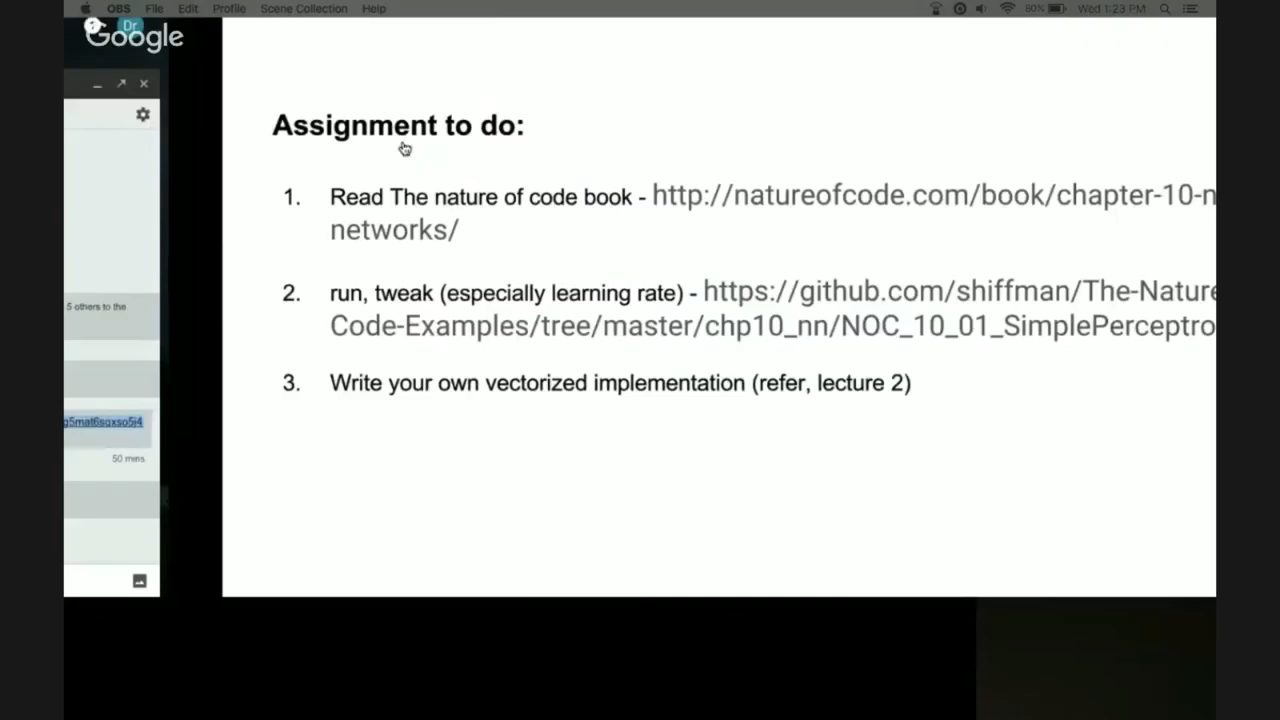 OBS File Edit Profile Scene Collection Help 80% Wed 1:23 PM
Dr
Google
Assignment to do:
1. Read The nature of code book - http://natureofcode.com/book/chapter-10-n
networks/
2. run, tweak (especially learning rate) - https://github.com/shiffman/The-Nature
Code-Examples/tree/master/chp10_nn/NOC_10_01_SimplePerceptro
3. Write your own vectorized implementation (refer, lecture 2)
5 others to the
g5mat6sgxso5j4
50 mins